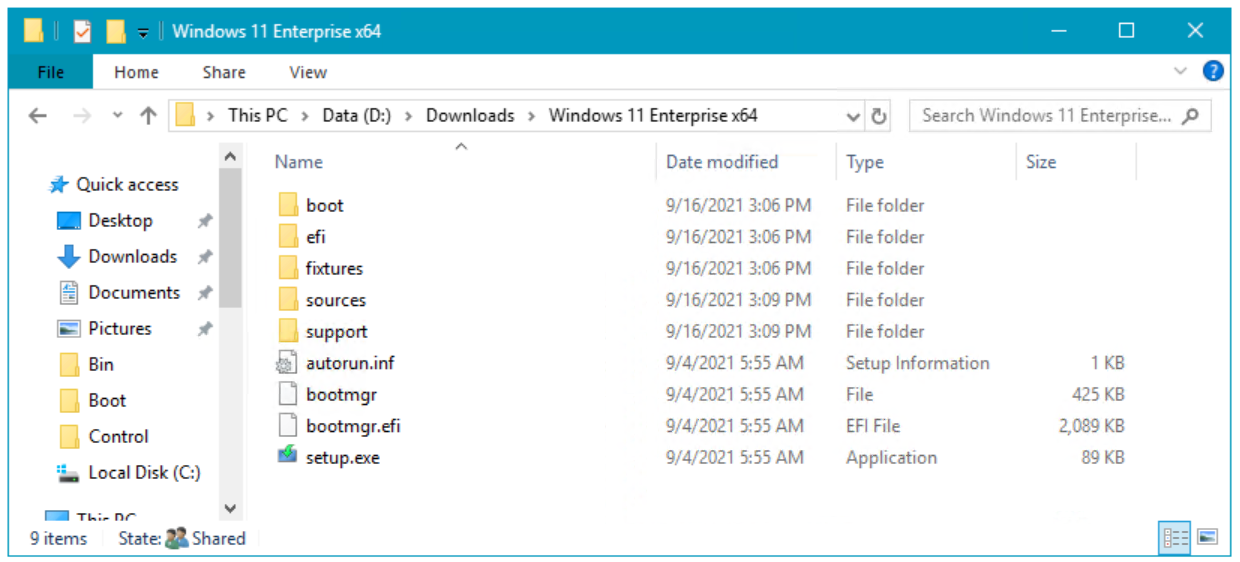 Windows 11 Enterprise x64
File Home Share View
This PC > Data (D:) > Downloads > Windows 11 Enterprise x64 Search Windows 11 Enterprise...
Name Date modified Type Size
Quick access
Desktop
Downloads
Documents
Pictures
Bin
Boot
Control
Local Disk (C:)
This PC
boot 9/16/2021 3:06 PM File folder
efi 9/16/2021 3:06 PM File folder
fixtures 9/16/2021 3:06 PM File folder
sources 9/16/2021 3:09 PM File folder
support 9/16/2021 3:09 PM File folder
autorun.inf 9/4/2021 5:55 AM Setup Information 1 KB
bootmgr 9/4/2021 5:55 AM File 425 KB
bootmgr.efi 9/4/2021 5:55 AM EFI File 2,089 KB
setup.exe 9/4/2021 5:55 AM Application 89 KB
9 items State: Shared